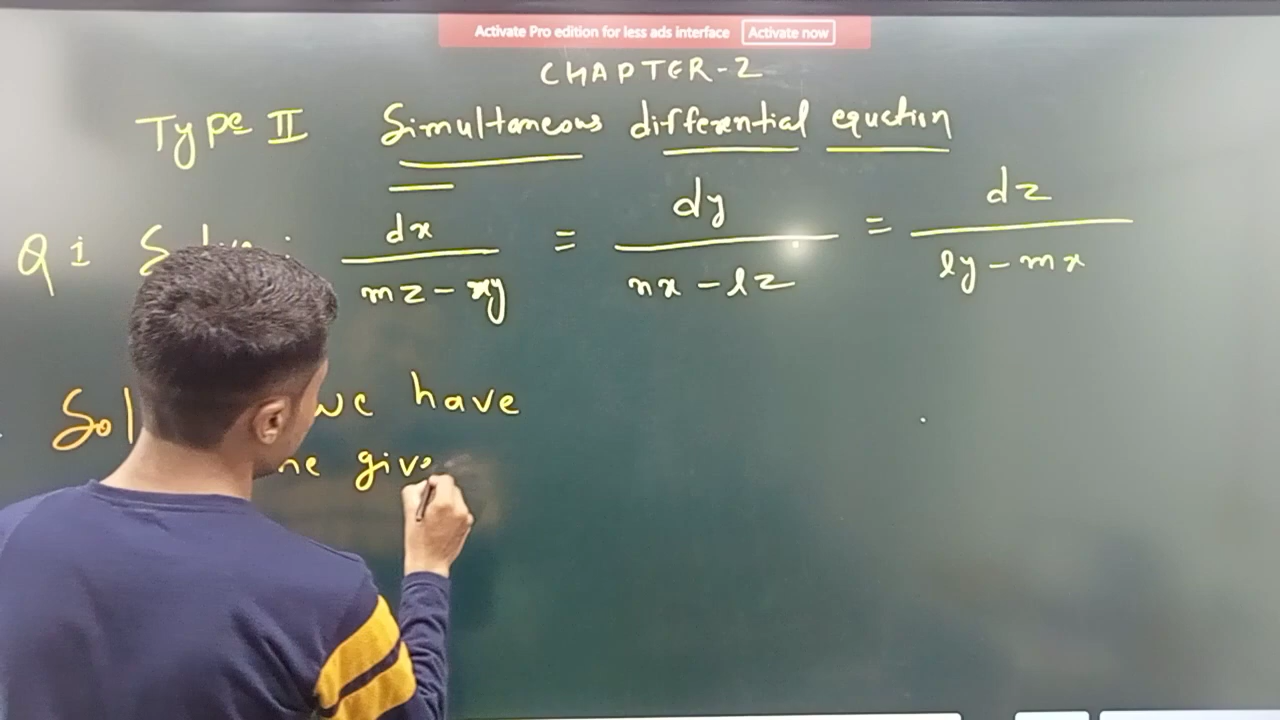 Activate Pro edition for less ads interface Activate now
CHAPTER-2
Type II Simultaneous differential equation
Q 1 dx / mz - ny = dy / nx - lz = dz / ly - mx
Sol we have
give